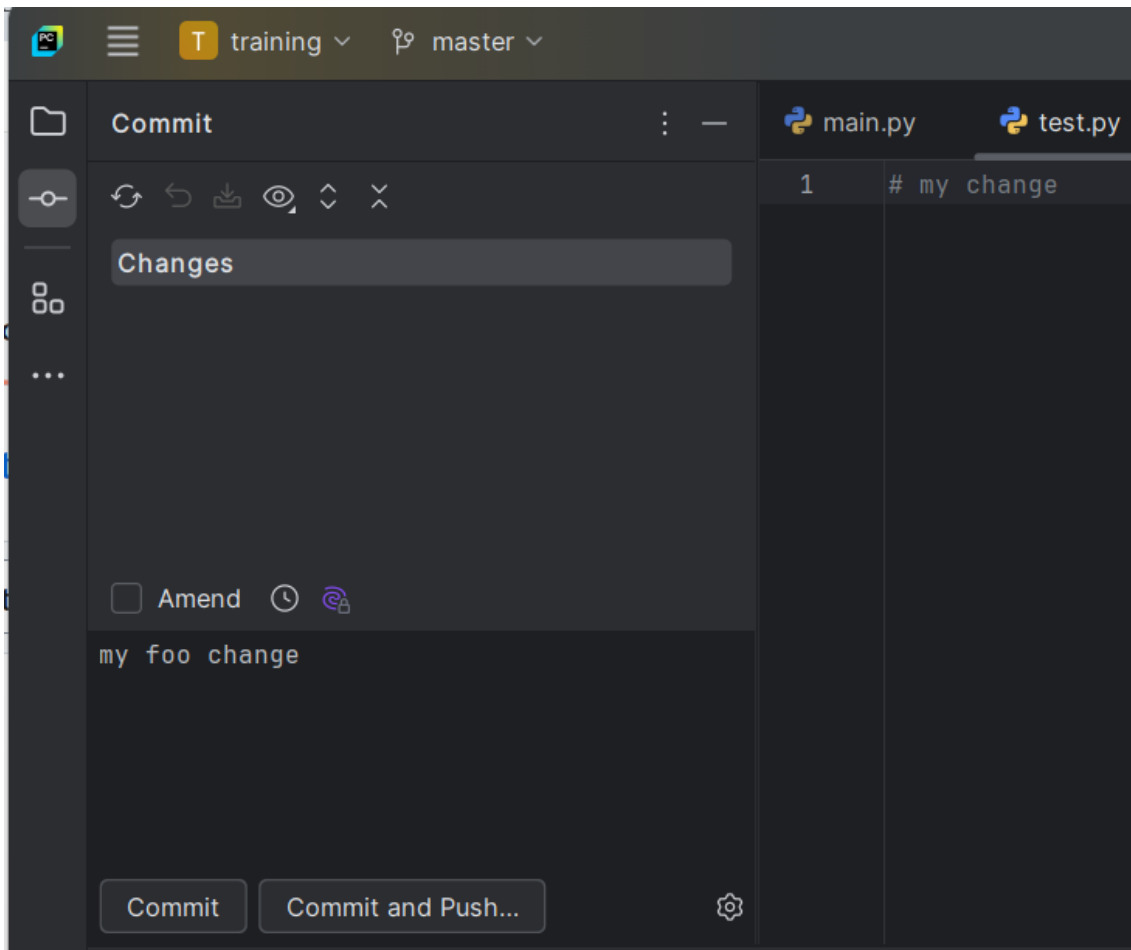 PC
T training master
Commit
main.py test.py
1 # my change
Changes
Amend
my foo change
Commit Commit and Push...